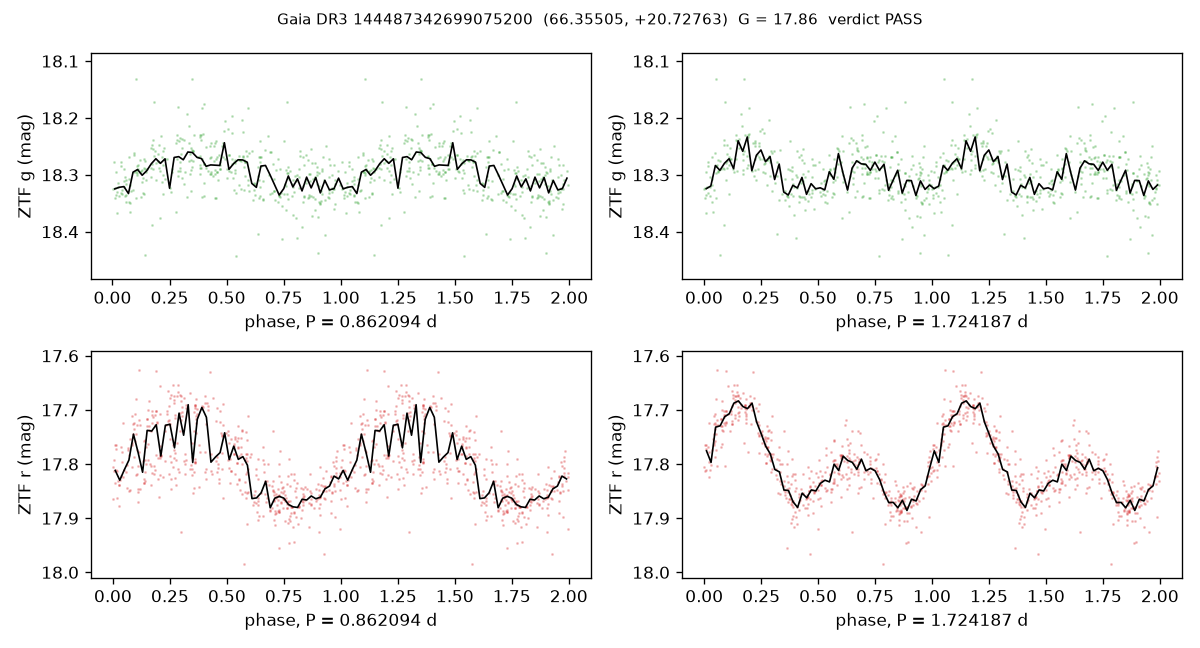 Gaia DR3 144487342699075200  (66.35505, +20.72763)  G = 17.86  verdict PASS
ZTF g (mag)
18.1
18.2
18.3
18.4
0.00 0.25 0.50 0.75 1.00 1.25 1.50 1.75 2.00
phase, P = 0.862094 d
ZTF g (mag)
18.1
18.2
18.3
18.4
0.00 0.25 0.50 0.75 1.00 1.25 1.50 1.75 2.00
phase, P = 1.724187 d
ZTF r (mag)
17.6
17.7
17.8
17.9
18.0
0.00 0.25 0.50 0.75 1.00 1.25 1.50 1.75 2.00
phase, P = 0.862094 d
ZTF r (mag)
17.6
17.7
17.8
17.9
18.0
0.00 0.25 0.50 0.75 1.00 1.25 1.50 1.75 2.00
phase, P = 1.724187 d